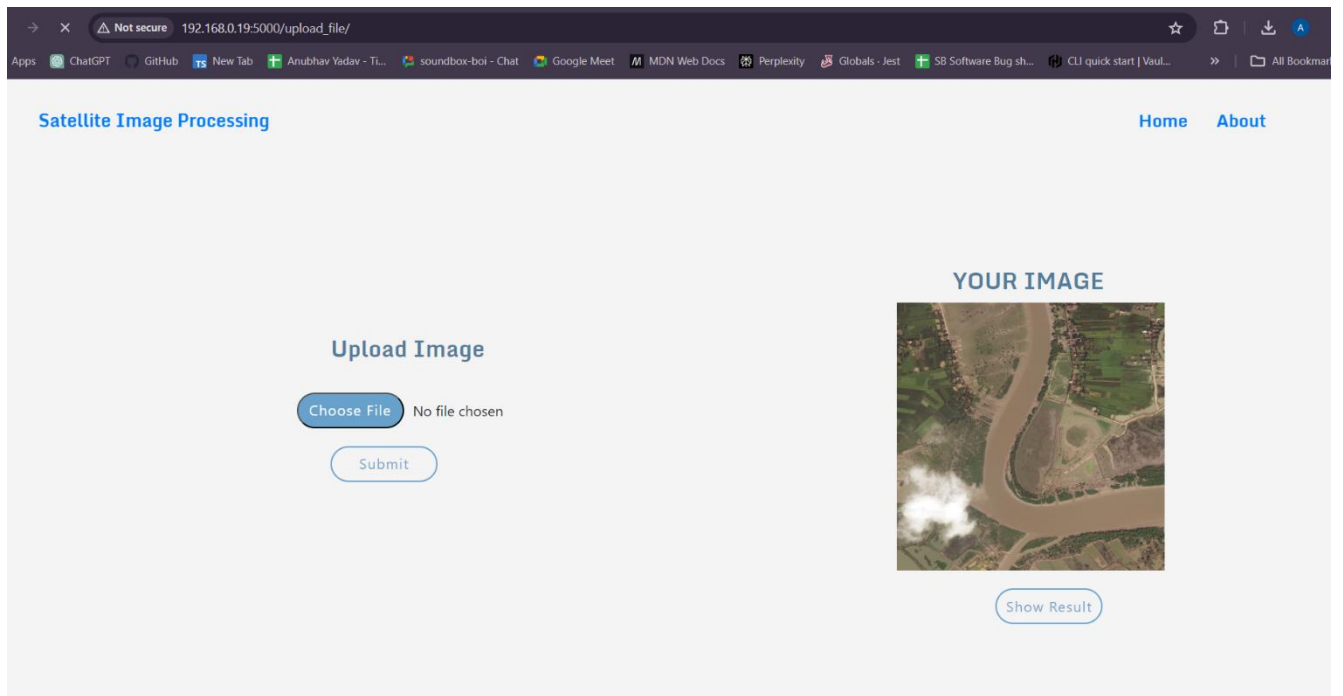 Not secure 192.168.0.19:5000/upload_file/ A
Apps ChatGPT GitHub TS New Tab Anubhav Yadav - Ti... soundbox-boi - Chat Google Meet M MDN Web Docs Perplexity Globals - Jest SB Software Bug sh... CLI quick start | Vaul... » All Bookmar
Satellite Image Processing Home About
YOUR IMAGE
Upload Image
Choose File No file chosen
Submit
Show Result